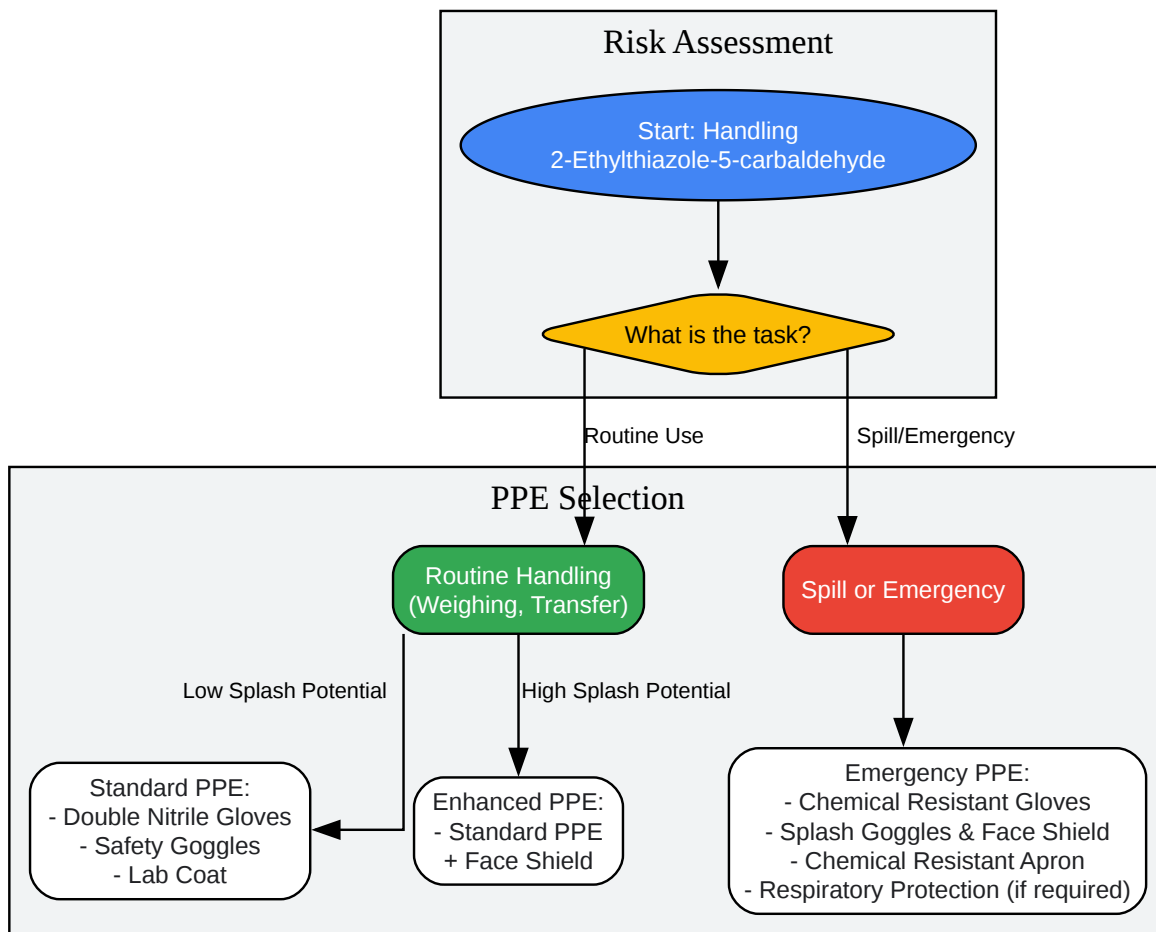 Risk Assessment
Start: Handling
2-Ethylthiazole-5-carbaldehyde
What is the task?
Routine Use
Spill/Emergency
PPE Selection
Routine Handling
(Weighing, Transfer)
Spill or Emergency
Low Splash Potential
High Splash Potential
Standard PPE:
- Double Nitrile Gloves
- Safety Goggles
- Lab Coat
Enhanced PPE:
- Standard PPE
+ Face Shield
Emergency PPE:
- Chemical Resistant Gloves
- Splash Goggles & Face Shield
- Chemical Resistant Apron
- Respiratory Protection (if required)